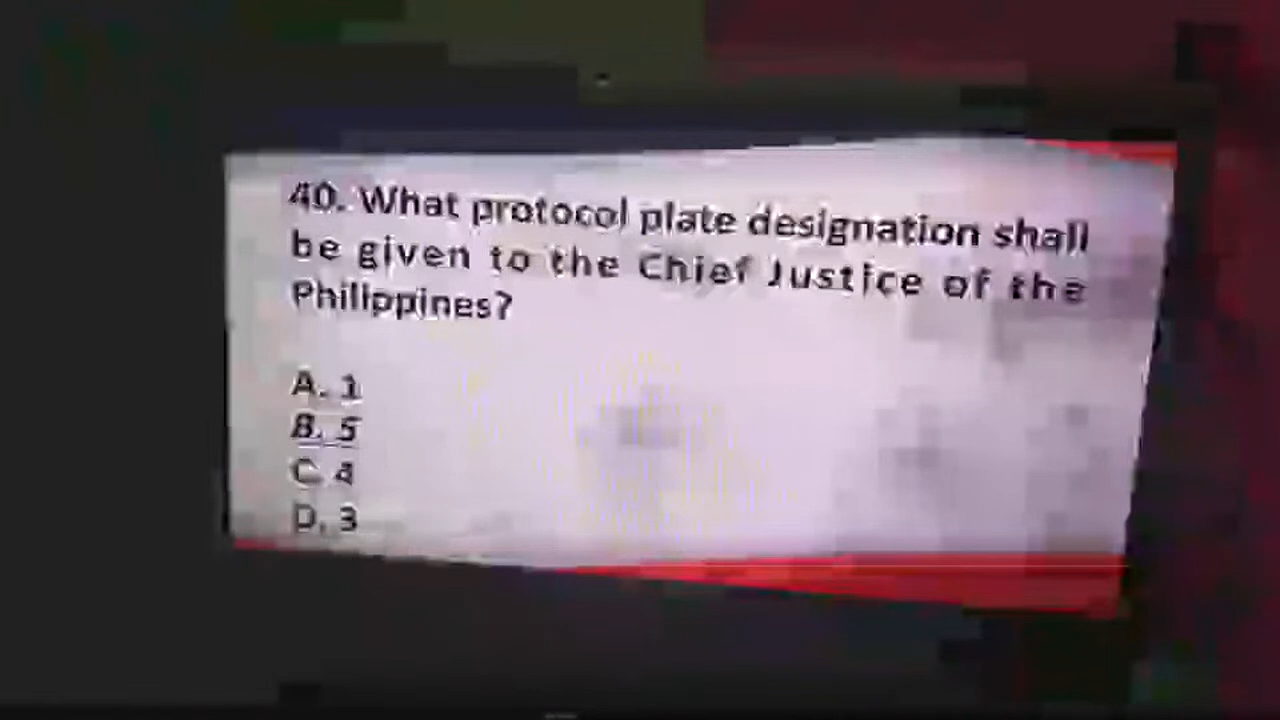 40. What protocol plate designation shall
be given to the Chief Justice of the
Philippines?
A. 1
B. 5
C. 4
D. 3